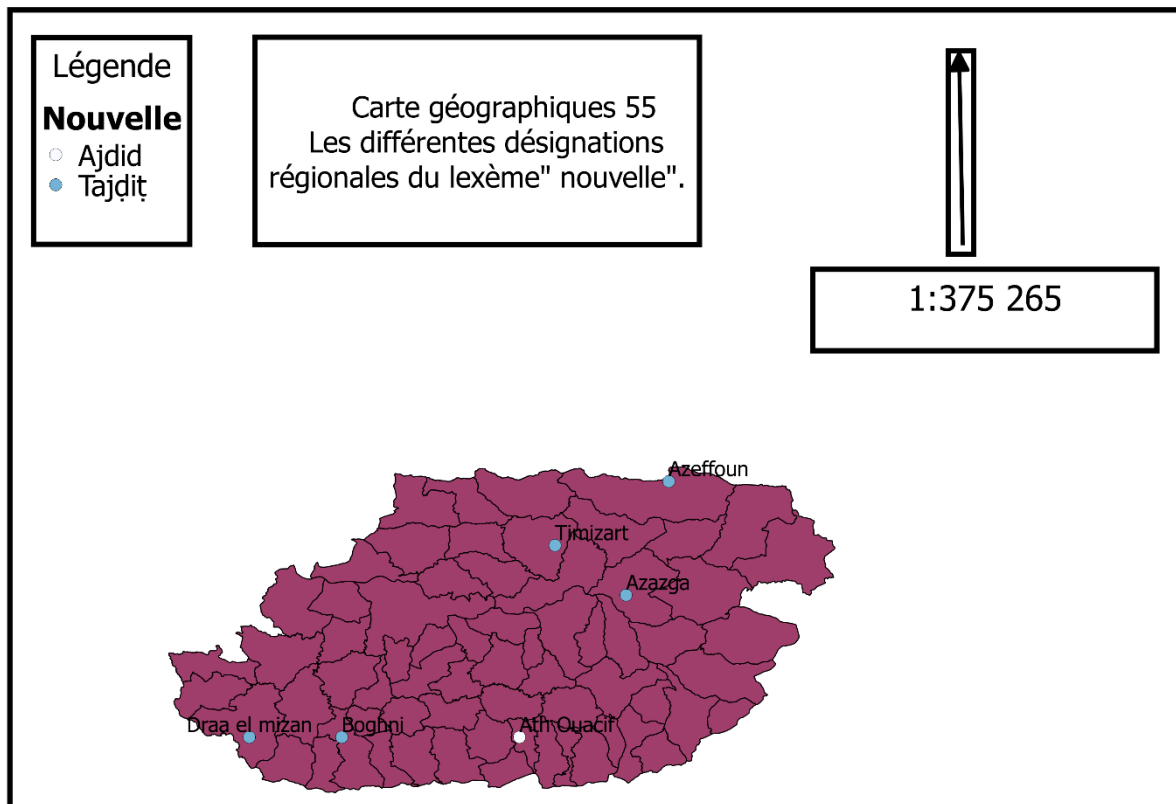 Légende
Nouvelle
Ajdid
Tajḍiṭ
Carte géographiques 55
Les différentes désignations
régionales du lexème" nouvelle".
1:375 265
Azeffoun
Timizart
Azazga
Draa el mizan
Boghni
Ath Ouacif